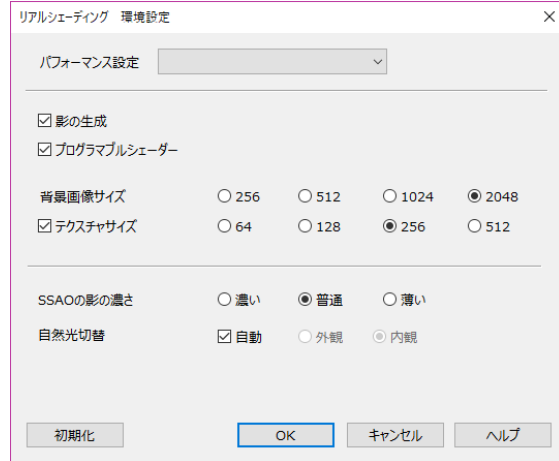 リアルシェーディング 環境設定
パフォーマンス設定
影の生成
プログラマブルシェーダー
背景画像サイズ 256 512 1024 2048
テクスチャサイズ 64 128 256 512
SSAOの影の濃さ 濃い 普通 薄い
自然光切替 自動 外観 内観
初期化 OK キャンセル ヘルプ